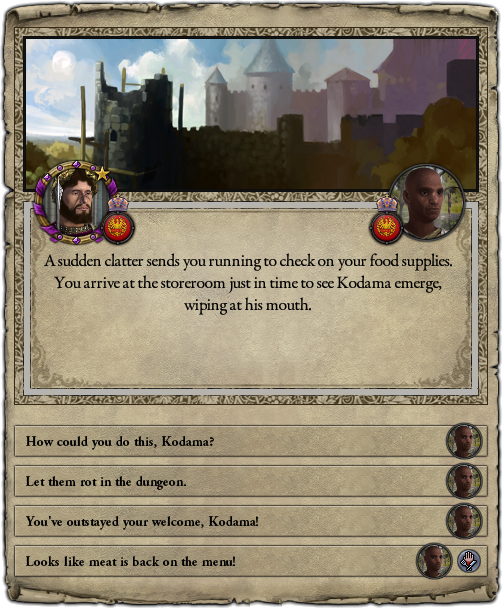 A sudden clatter sends you running to check on your food supplies.
You arrive at the storeroom just in time to see Kodama emerge,
wiping at his mouth.
How could you do this, Kodama?
Let them rot in the dungeon.
You've outstayed your welcome, Kodama!
Looks like meat is back on the menu!